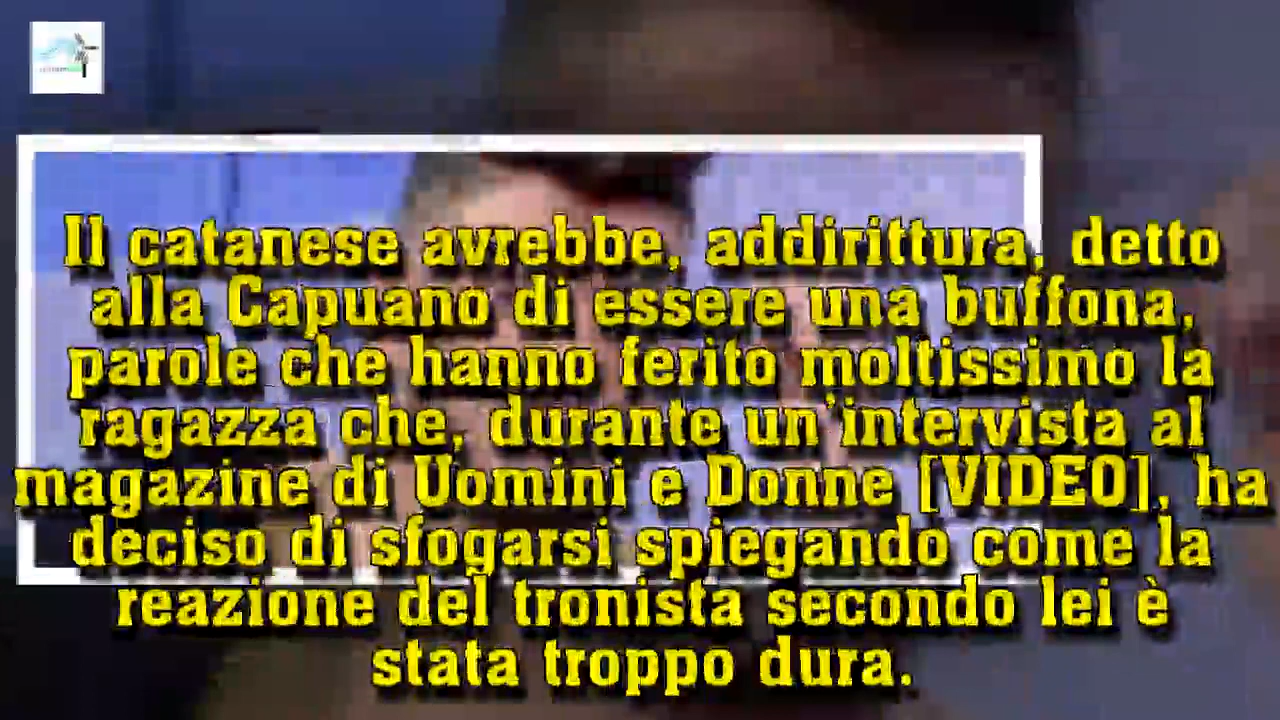 Il catanese avrebbe, addirittura, detto
alla Capuano di essere una buffona,
parole che hanno ferito moltissimo la
ragazza che, durante un'intervista al
magazine di Uomini e Donne [VIDEO], ha
deciso di sfogarsi spiegando come la
reazione del tronista secondo lei è
stata troppo dura.